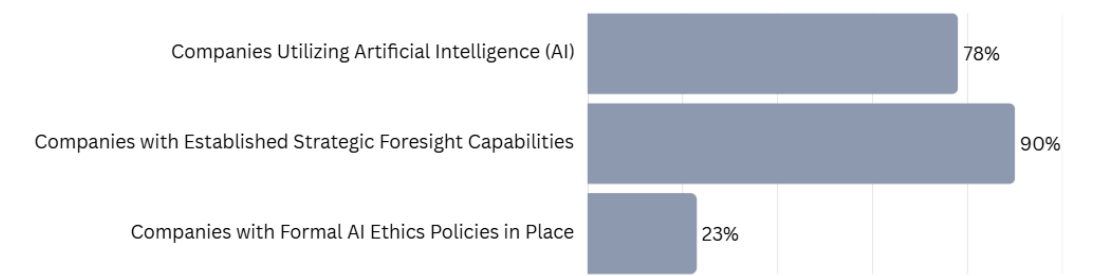 Companies Utilizing Artificial Intelligence (AI)
78%
Companies with Established Strategic Foresight Capabilities
90%
Companies with Formal AI Ethics Policies in Place
23%